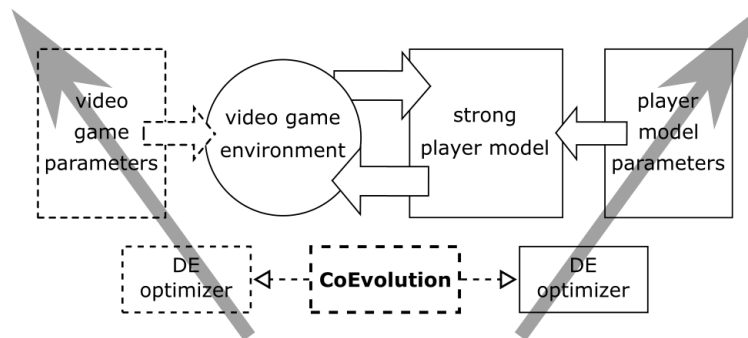 video
game
parameters
video game
environment
strong
player model
player
model
parameters
DE
optimizer
CoEvolution
DE
optimizer